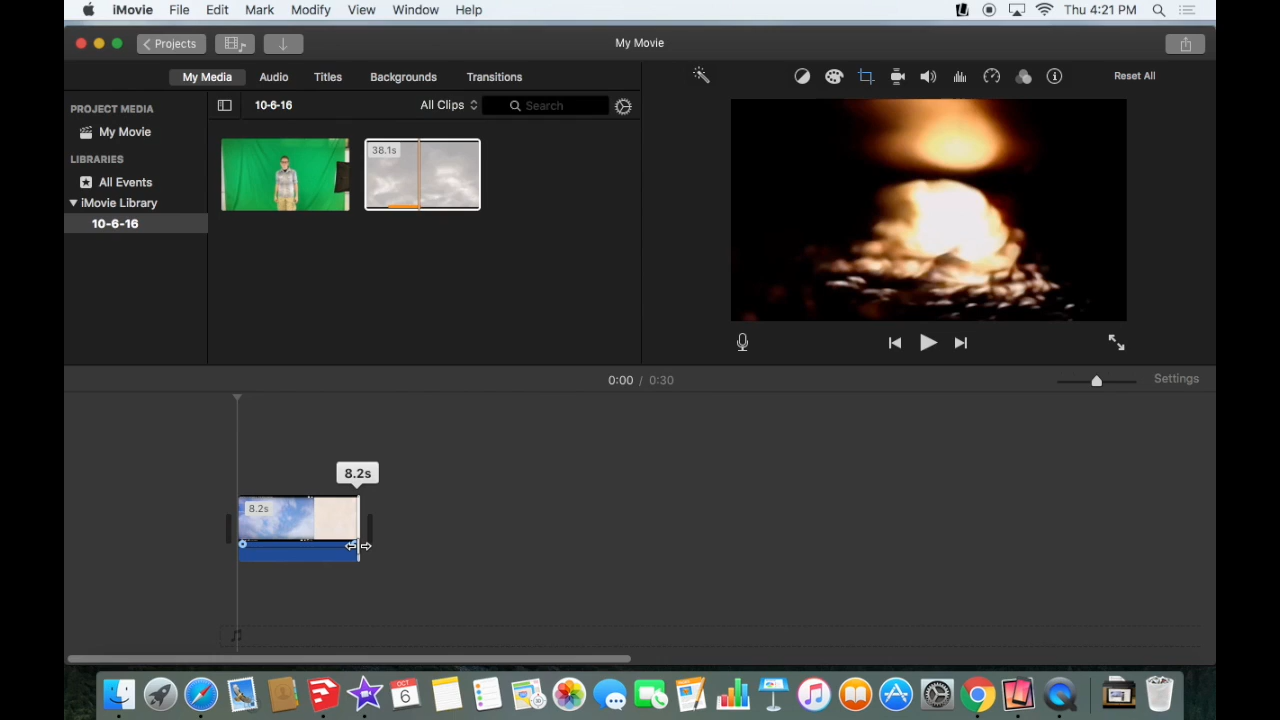 iMovie File Edit Mark Modify View Window Help Thu 4:21 PM
Projects My Movie
My Media Audio Titles Backgrounds Transitions Reset All
PROJECT MEDIA 10-6-16 All Clips Search
My Movie
LIBRARIES
All Events
iMovie Library
10-6-16
38.1s
0:00 / 0:30 Settings
8.2s
8.2s
OCT
6